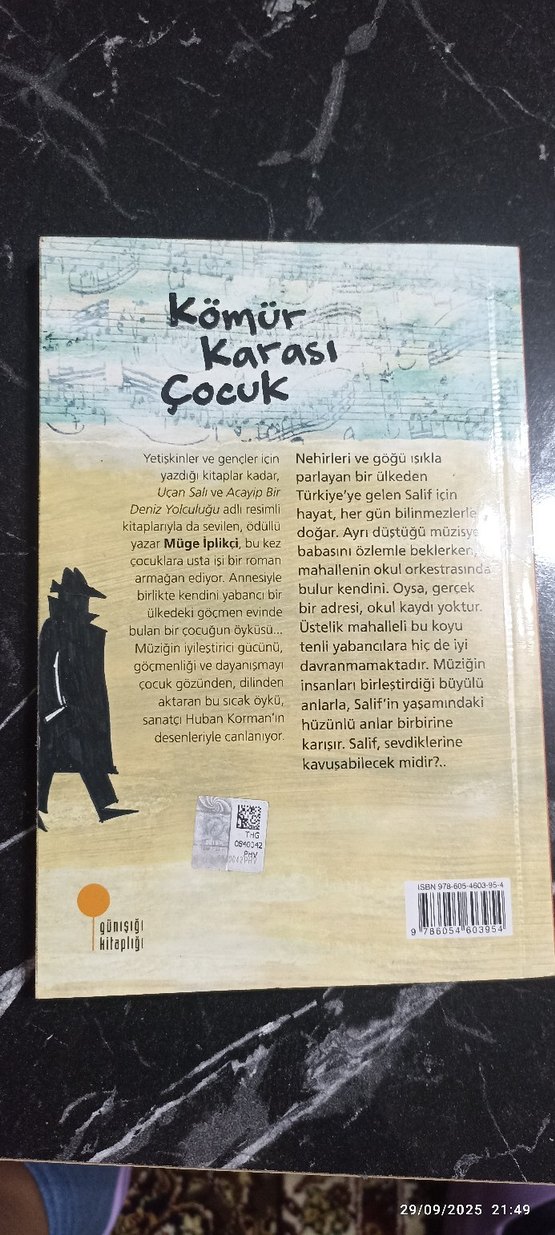 Kömür
Karası
Çocuk
Yetişkinler ve gençler için
yazdığı kitaplar kadar,
Uçan Salı ve Acayip Bir
Deniz Yolculuğu adlı resimli
kitaplarıyla da sevilen, ödüllü
yazar Müge İplikçi, bu kez
çocuklara usta işi bir roman
armağan ediyor. Annesiyle
birlikte kendini yabancı bir
ülkedeki göçmen evinde
bulan bir çocuğun öyküsü...
Müziğin iyileştirici gücünü,
göçmenliği ve dayanışmayı
çocuk gözünden, dilinden
aktaran bu sıcak öykü,
sanatçı Huban Korman'ın
desenleriyle canlanıyor.
Nehirleri ve göğü ışıkla
parlayan bir ülkeden
Türkiye'ye gelen Salif için
hayat, her gün bilinmezlerle
doğar. Ayrı düştüğü müzisye
babasını özlemle beklerken,
mahallenin okul orkestrasında
bulur kendini. Oysa, gerçek
bir adresi, okul kaydı yoktur.
Üstelik mahalleli bu koyu
tenli yabancılara hiç de iyi
davranmamaktadır. Müziğin
insanları birleştirdiği büyülü
anlarla, Salif'in yaşamındaki
hüzünlü anlar birbirine
karışır. Salif, sevdiklerine
kavuşabilecek midir?..
THG
0840042
PHV
günışığı
kitaplığı
ISBN 978-605-4603-95-4
9 786054 603954
29/09/2025 21:49